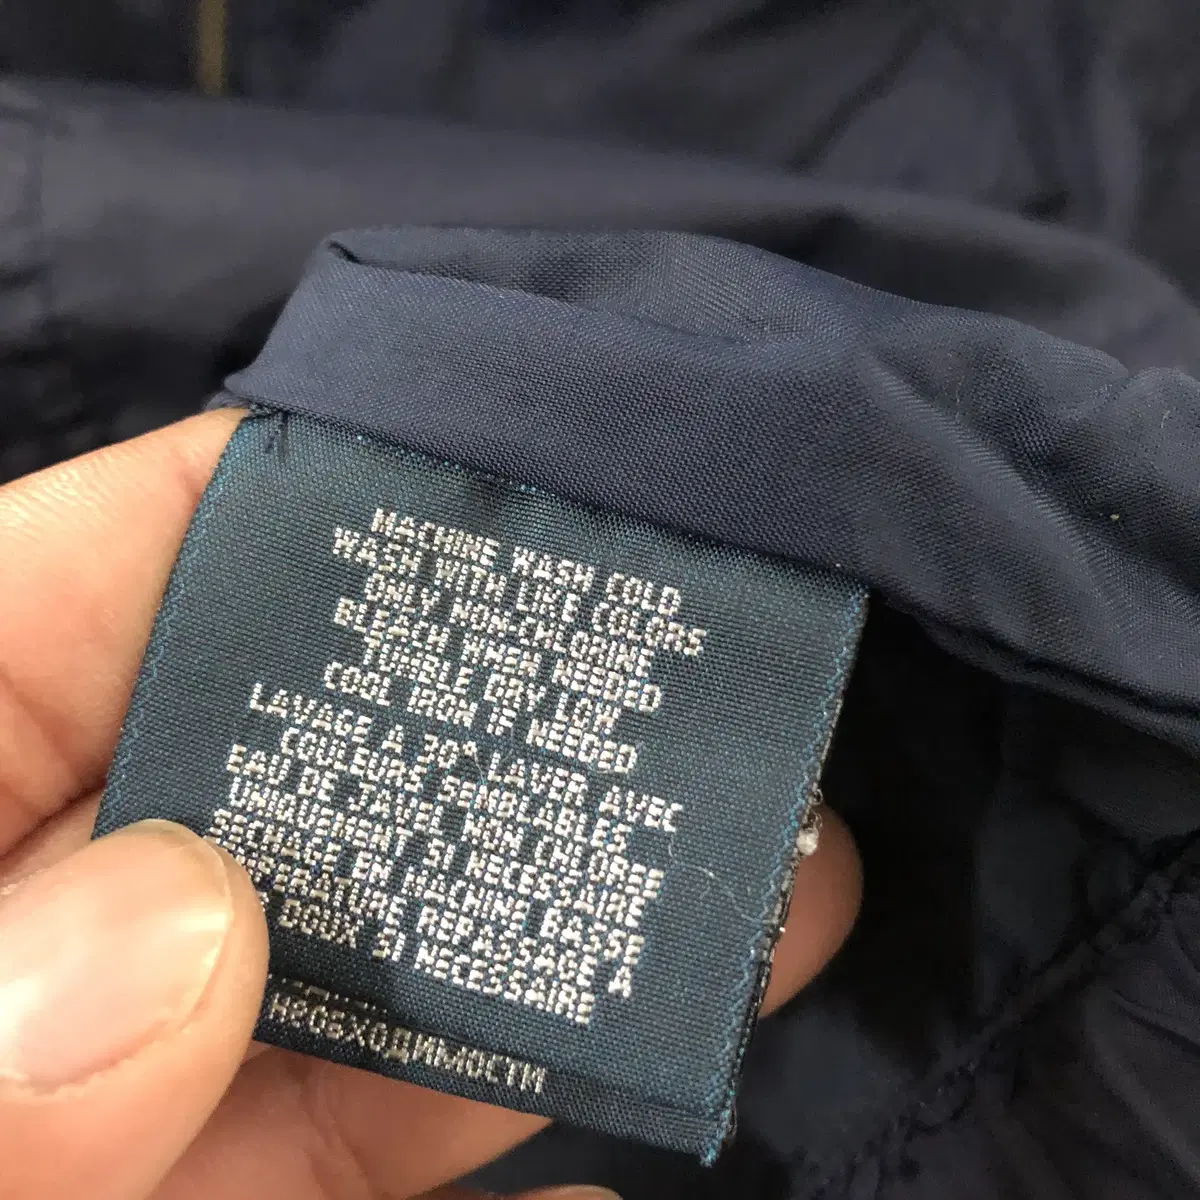 MACHINE WASH COLD
WASH WITH LIKE COLORS
ONLY NON-CHLORINE
BLEACH WHEN NEEDED
TUMBLE DRY LOW
COOL IRON IF NEEDED
LAVAGE A 30° LAVER AVEC
COULEURS SEMBLABLES
EAU DE JAVEL NON CHLOREE
UNIQUEMENT SI NECESSAIRE
SECHAGE EN MACHINE BASSE
TEMPERATURE REPASSAGE A
DOUX SI NECESSAIRE
НЕОБХОДИМОСТИ